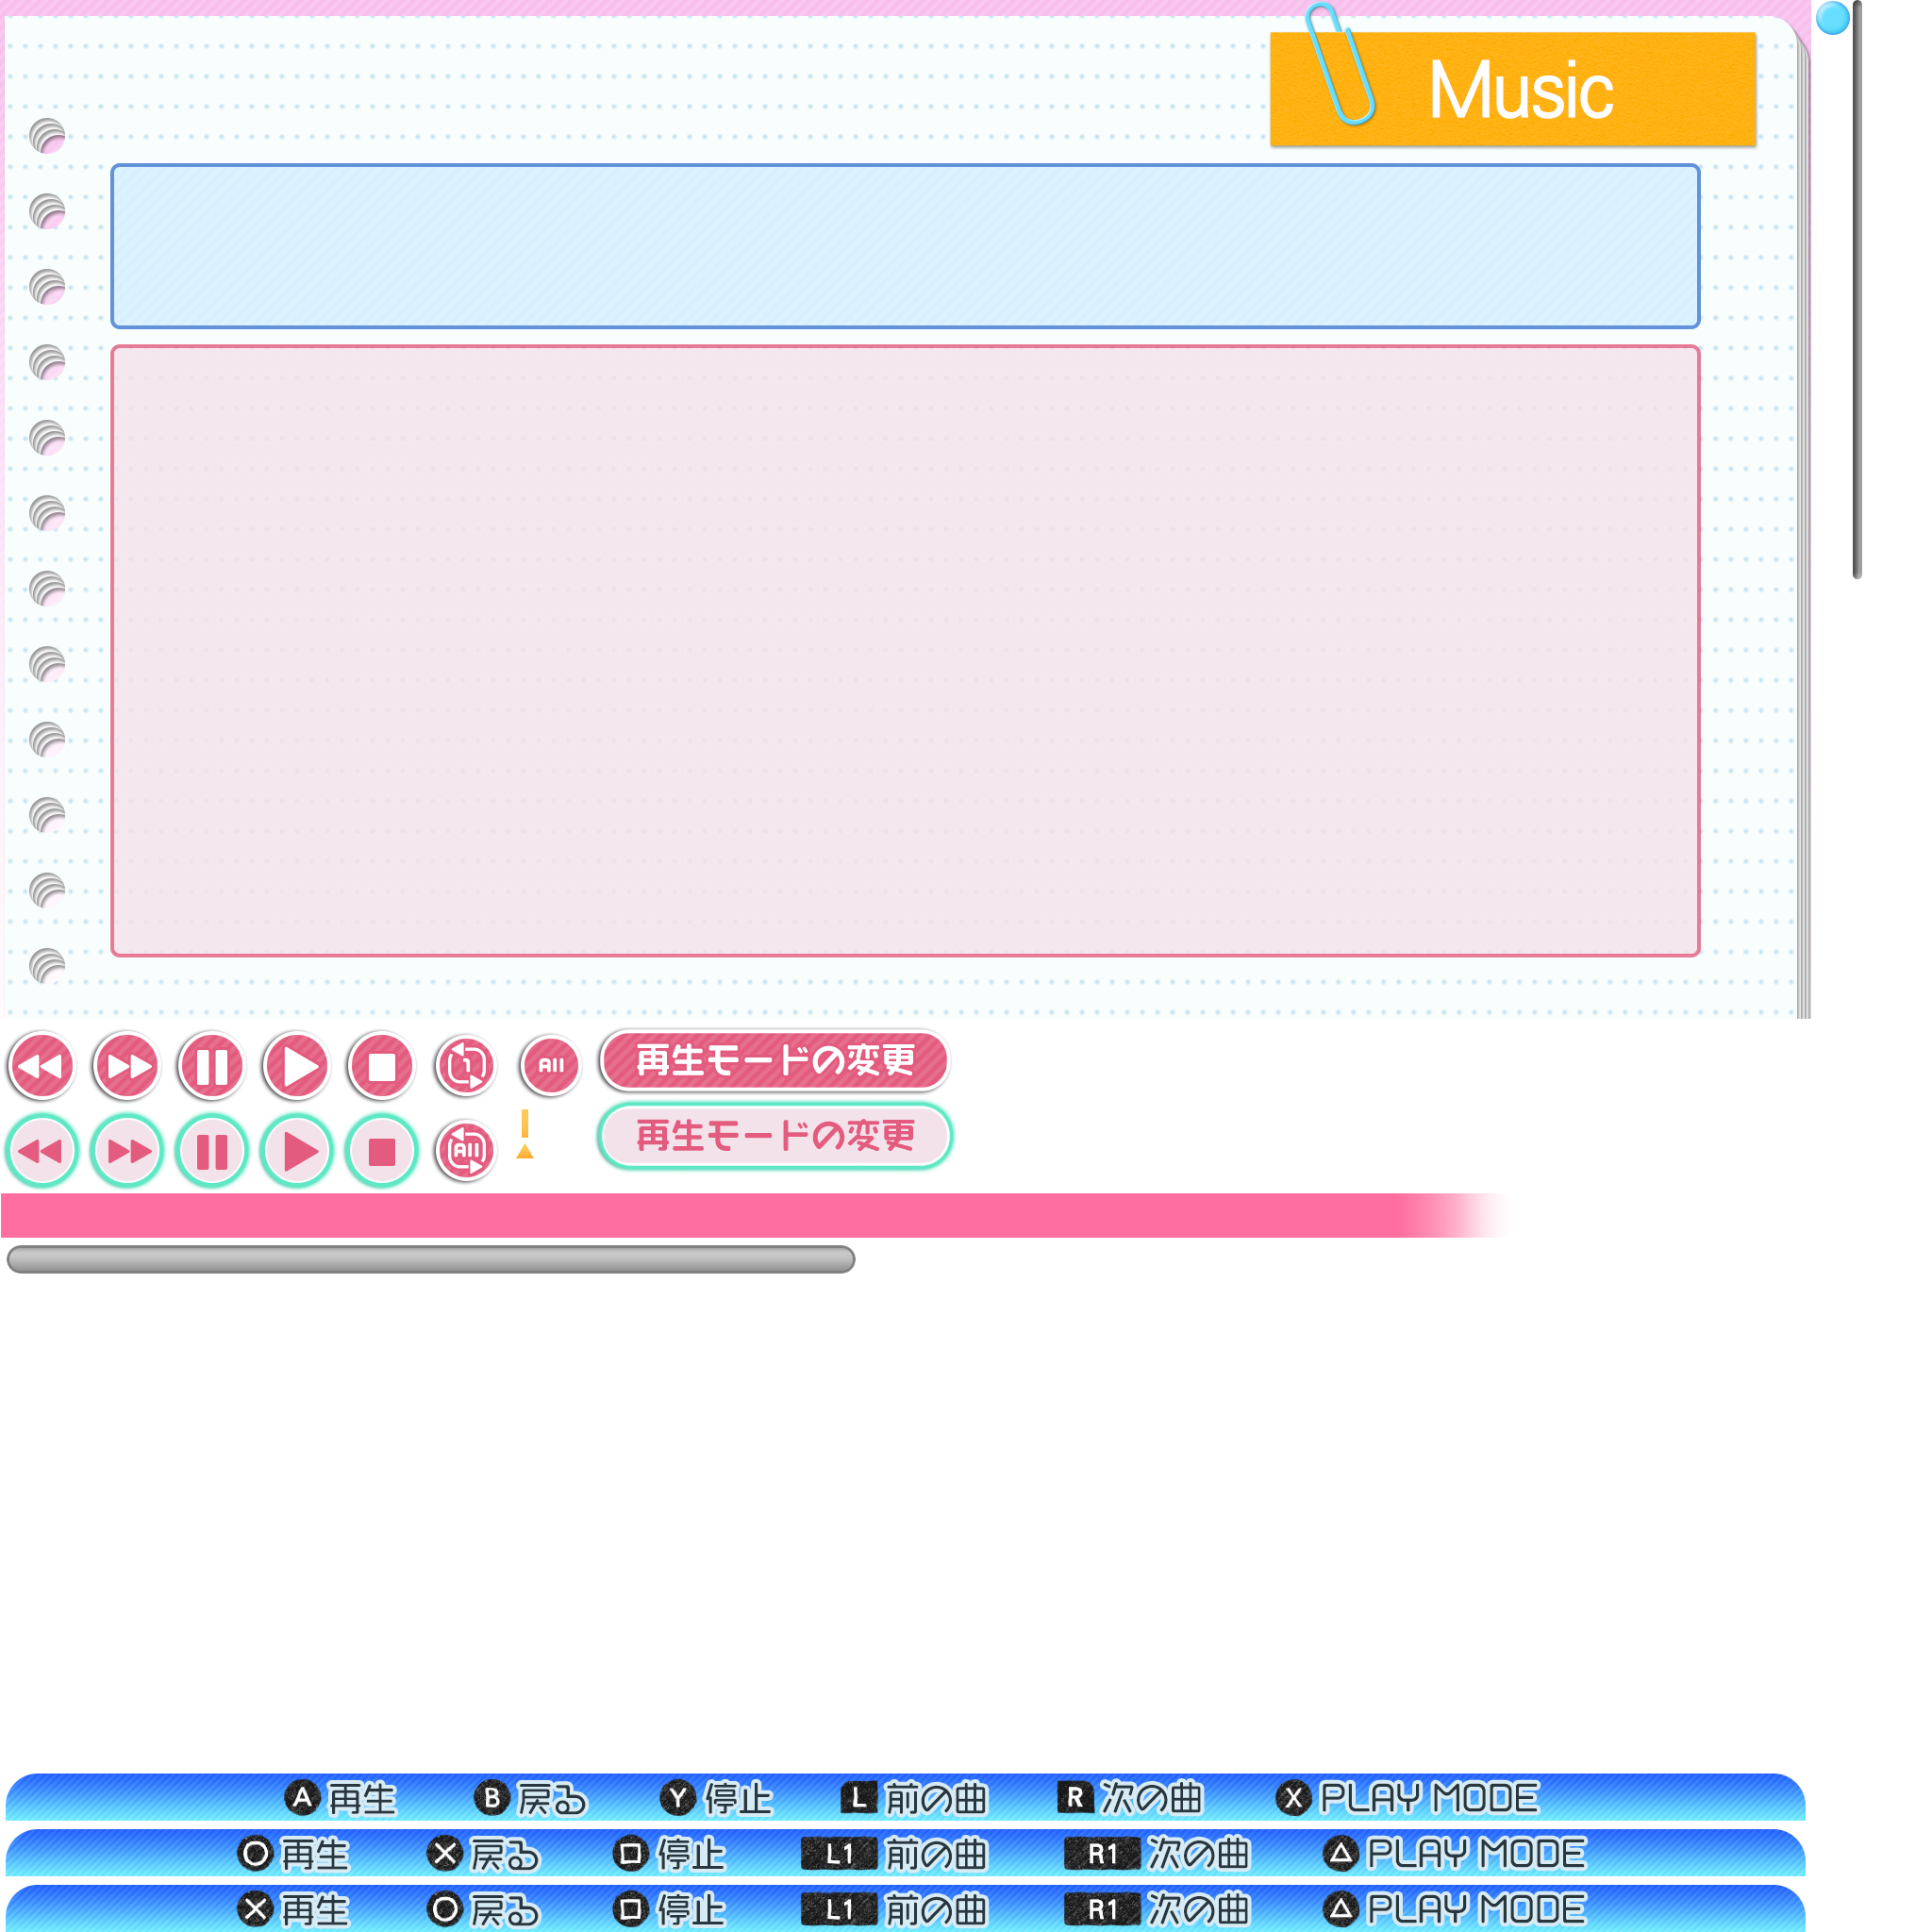 Music
1
All
再生モードの変更
All
再生モードの変更
A 再生 B 戻る Y 停止 L 前の曲 R 次の曲 X PLAY MODE
再生 戻る 停止 L1 前の曲 R1 次の曲 PLAY MODE
再生 戻る 停止 L1 前の曲 R1 次の曲 PLAY MODE